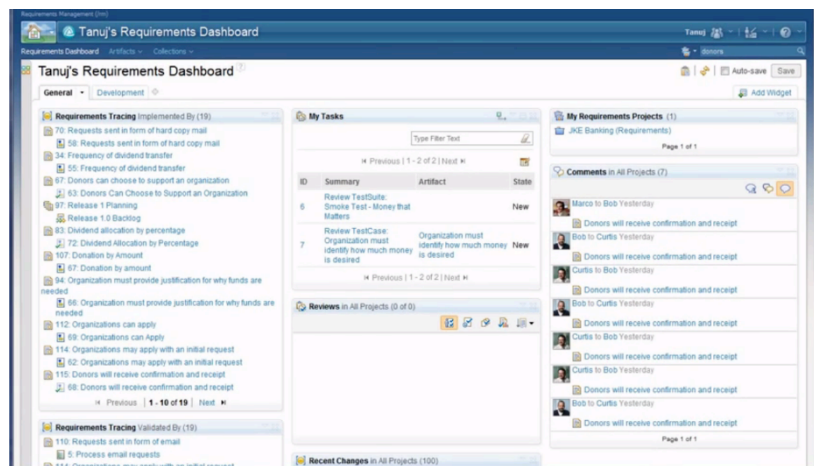 Requirements Management (/rm)
Tanuj's Requirements Dashboard
Tanuj
Requirements Dashboard Artifacts Collections
donors
Tanuj's Requirements Dashboard
Auto-save Save
General Development
Add Widget
Requirements Tracing Implemented By (19)
70: Requests sent in form of hard copy mail
58: Requests sent in form of hard copy mail
34: Frequency of dividend transfer
55: Frequency of dividend transfer
67: Donors can choose to support an organization
63: Donors Can Choose to Support an Organization
97: Release 1 Planning
Release 1.0 Backlog
83: Dividend allocation by percentage
72: Dividend Allocation by Percentage
107: Donation by Amount
67: Donation by amount
94: Organization must provide justification for why funds are
needed
66: Organization must provide justification for why funds are
needed
112: Organizations can apply
69: Organizations can Apply
114: Organizations may apply with an initial request
62: Organizations may apply with an initial request
115: Donors will receive confirmation and receipt
68: Donors will receive confirmation and receipt
Previous | 1 - 10 of 19 | Next
Requirements Tracing Validated By (19)
110: Requests sent in form of email
5: Process email requests
My Tasks
Type Filter Text
Previous | 1 - 2 of 2 | Next
ID Summary Artifact State
6 Review TestSuite: Smoke Test - Money that Matters New
7 Review TestCase: Organization must identify how much money is desired Organization must identify how much money is desired New
Previous | 1 - 2 of 2 | Next
Reviews in All Projects (0 of 0)
Recent Changes in All Projects (100)
My Requirements Projects (1)
JKE Banking (Requirements)
Page 1 of 1
Comments in All Projects (7)
Marco to Bob Yesterday
Donors will receive confirmation and receipt
Bob to Curtis Yesterday
Donors will receive confirmation and receipt
Curtis to Bob Yesterday
Donors will receive confirmation and receipt
Bob to Curtis Yesterday
Donors will receive confirmation and receipt
Curtis to Bob Yesterday
Donors will receive confirmation and receipt
Curtis to Bob Yesterday
Donors will receive confirmation and receipt
Bob to Curtis Yesterday
Donors will receive confirmation and receipt
Page 1 of 1